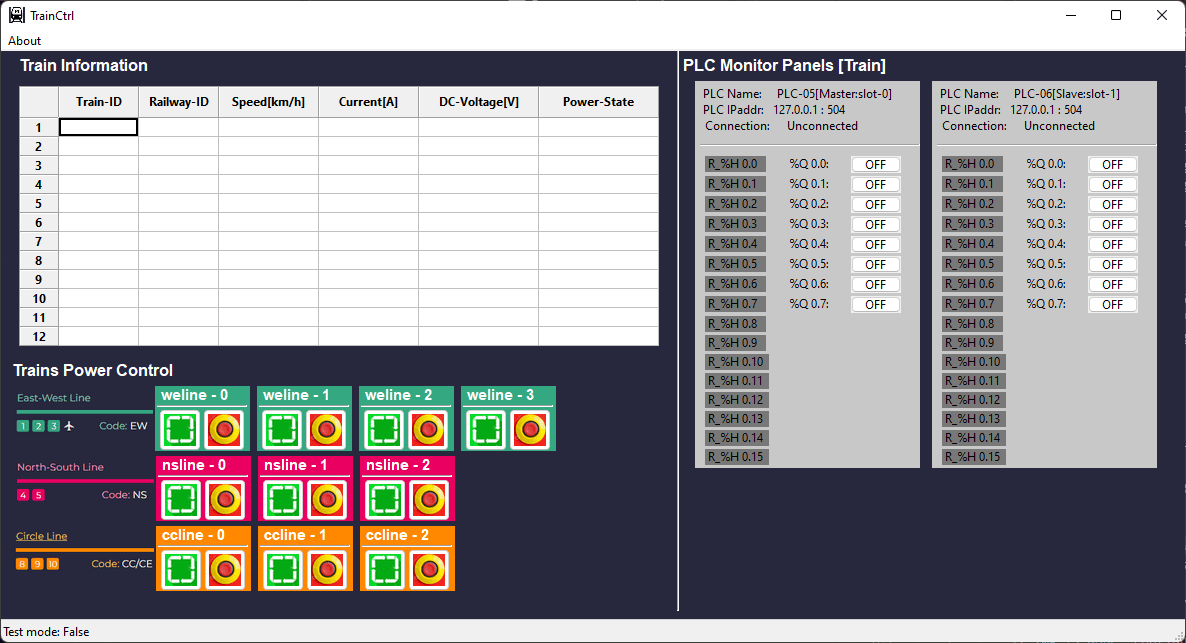 TrainCtrl
About
Train Information
Train-ID Railway-ID Speed[km/h] Current[A] DC-Voltage[V] Power-State
1
2
3
4
5
6
7
8
9
10
11
12
Trains Power Control
East-West Line
1 2 3 Code: EW
weline - 0 weline - 1 weline - 2 weline - 3
North-South Line
4 5 Code: NS
nsline - 0 nsline - 1 nsline - 2
Circle Line
8 9 10 Code: CC/CE
ccline - 0 ccline - 1 ccline - 2
PLC Monitor Panels [Train]
PLC Name: PLC-05[Master:slot-0]
PLC IPaddr: 127.0.0.1 : 504
Connection: Unconnected
R_%H 0.0 %Q 0.0: OFF
R_%H 0.1 %Q 0.1: OFF
R_%H 0.2 %Q 0.2: OFF
R_%H 0.3 %Q 0.3: OFF
R_%H 0.4 %Q 0.4: OFF
R_%H 0.5 %Q 0.5: OFF
R_%H 0.6 %Q 0.6: OFF
R_%H 0.7 %Q 0.7: OFF
R_%H 0.8
R_%H 0.9
R_%H 0.10
R_%H 0.11
R_%H 0.12
R_%H 0.13
R_%H 0.14
R_%H 0.15
PLC Name: PLC-06[Slave:slot-1]
PLC IPaddr: 127.0.0.1 : 504
Connection: Unconnected
R_%H 0.0 %Q 0.0: OFF
R_%H 0.1 %Q 0.1: OFF
R_%H 0.2 %Q 0.2: OFF
R_%H 0.3 %Q 0.3: OFF
R_%H 0.4 %Q 0.4: OFF
R_%H 0.5 %Q 0.5: OFF
R_%H 0.6 %Q 0.6: OFF
R_%H 0.7 %Q 0.7: OFF
R_%H 0.8
R_%H 0.9
R_%H 0.10
R_%H 0.11
R_%H 0.12
R_%H 0.13
R_%H 0.14
R_%H 0.15
Test mode: False